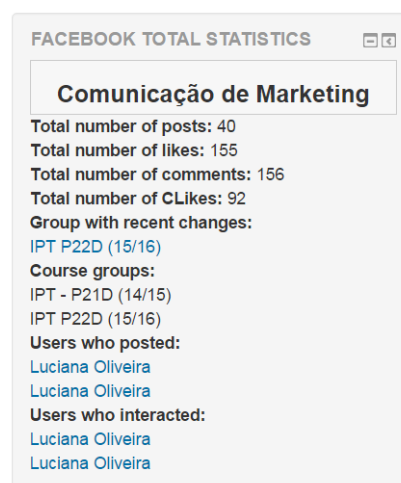 FACEBOOK TOTAL STATISTICS
Comunicação de Marketing
Total number of posts: 40
Total number of likes: 155
Total number of comments: 156
Total number of CLikes: 92
Group with recent changes:
IPT P22D (15/16)
Course groups:
IPT - P21D (14/15)
IPT P22D (15/16)
Users who posted:
Luciana Oliveira
Luciana Oliveira
Users who interacted:
Luciana Oliveira
Luciana Oliveira